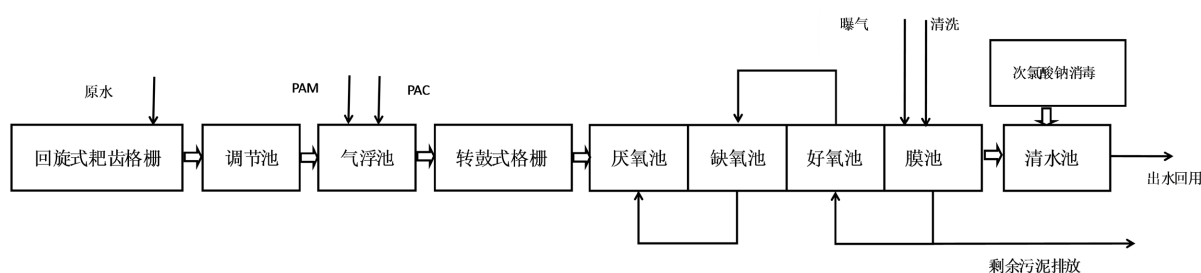 曝气
清洗
次氯酸钠消毒
原水
PAM
PAC
回旋式耙齿格栅
调节池
气浮池
转鼓式格栅
厌氧池
缺氧池
好氧池
膜池
清水池
出水回用
剩余污泥排放